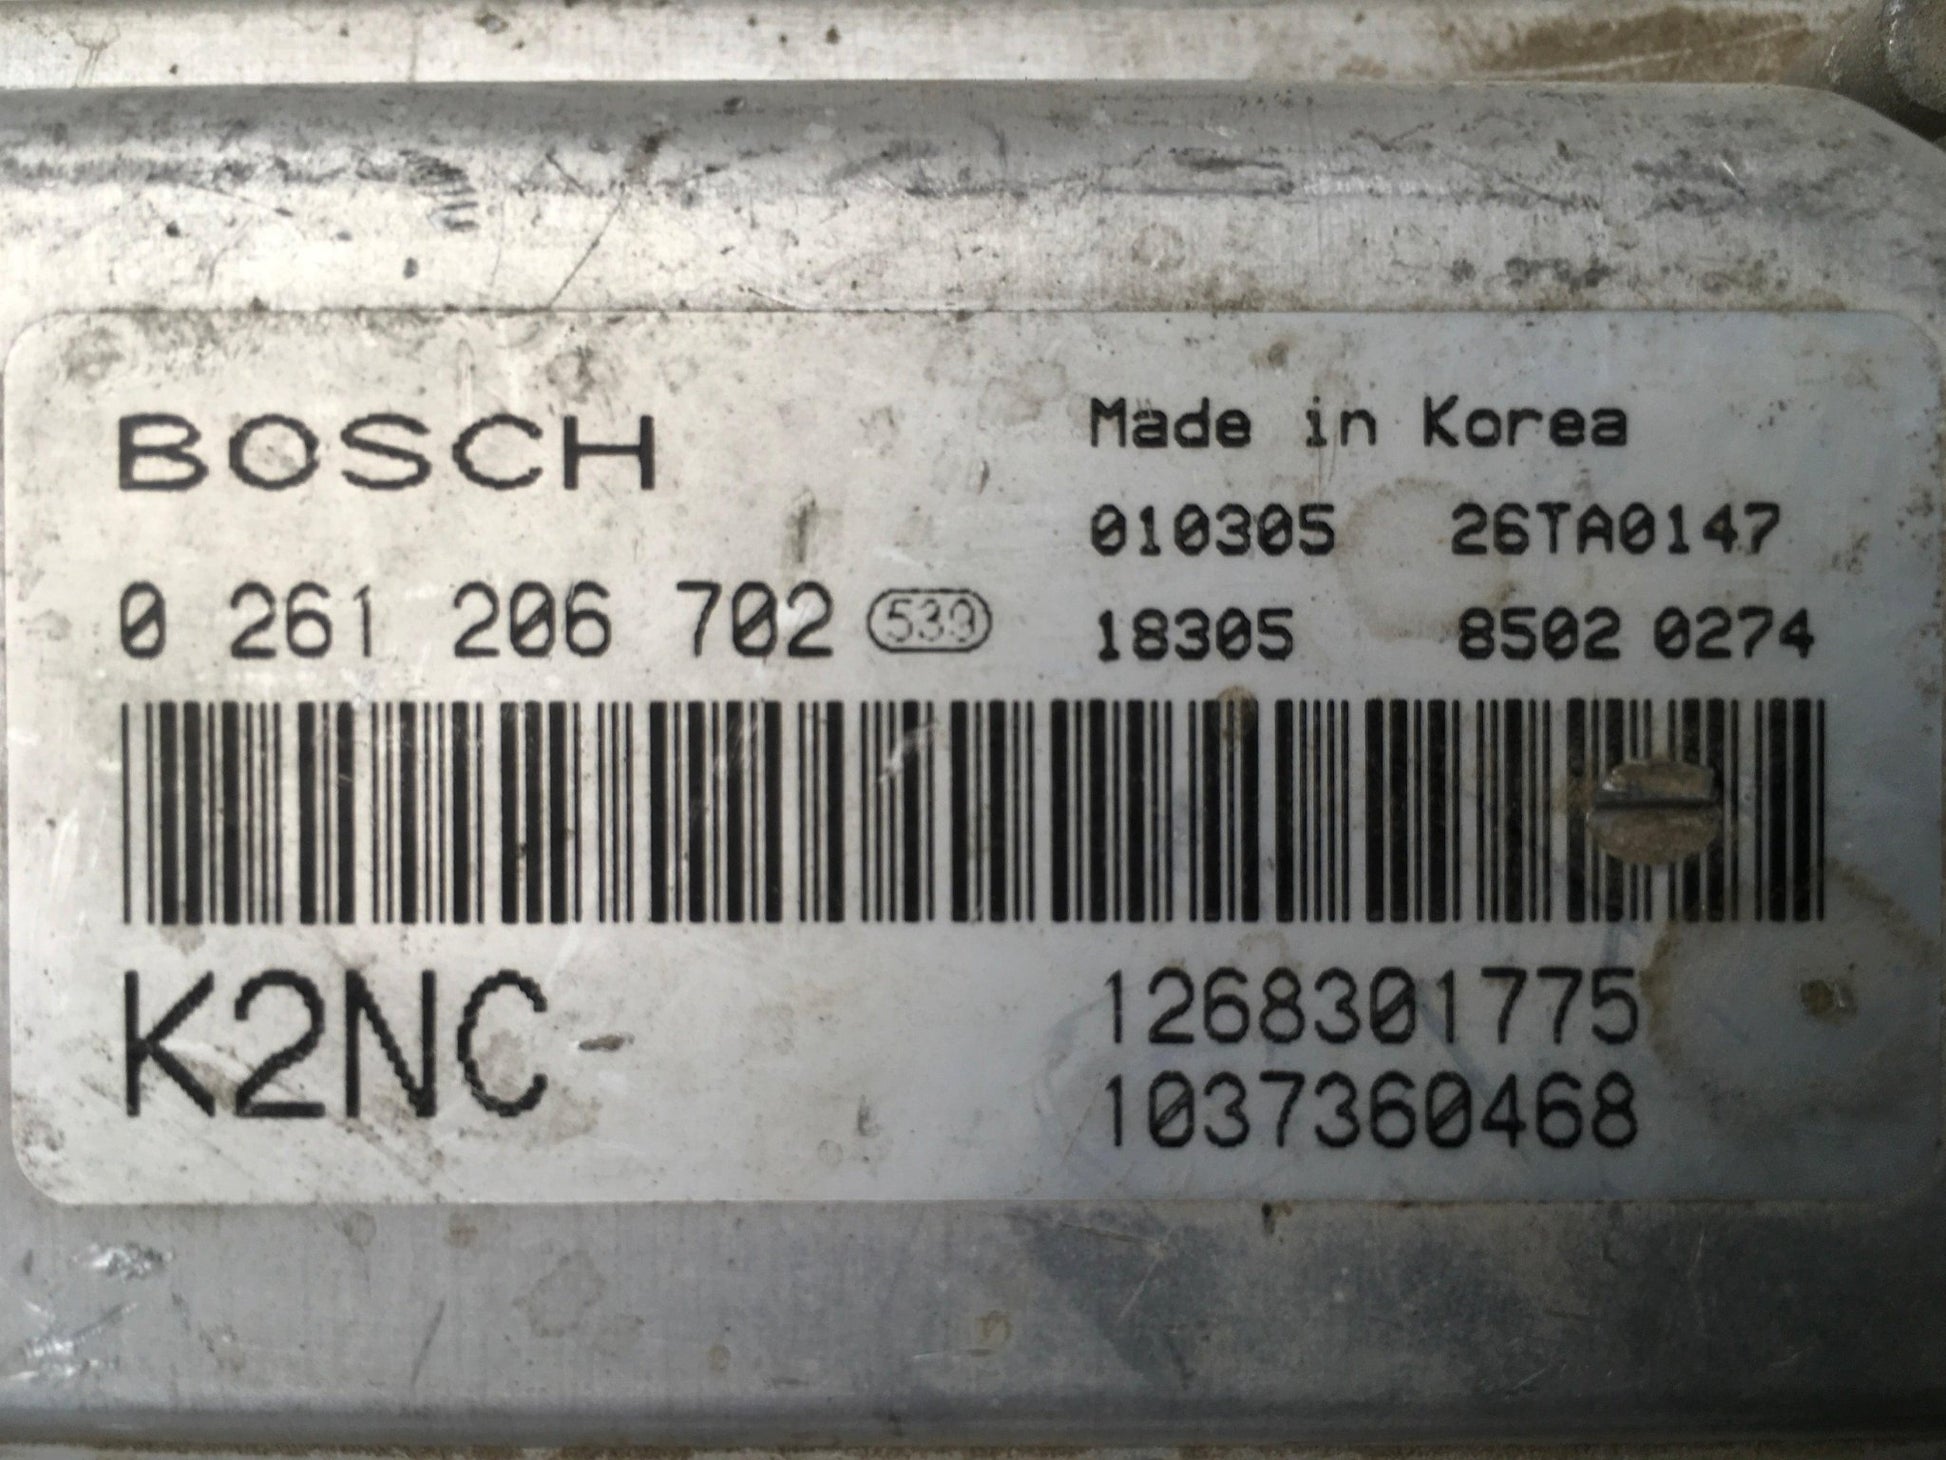 BOSCH
Made in Korea
010305 26TA0147
0 261 206 702 539
18305 8502 0274
K2NC
1268301775
1037360468